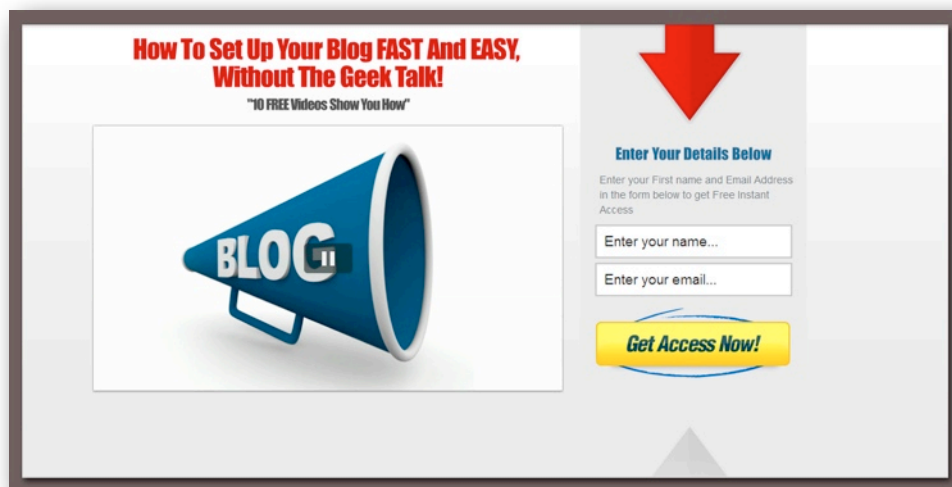 How To Set Up Your Blog FAST And EASY,
Without The Geek Talk!
"10 FREE Videos Show You How"
BLOG
Enter Your Details Below
Enter your First name and Email Address
in the form below to get Free Instant
Access
Enter your name...
Enter your email...
Get Access Now!